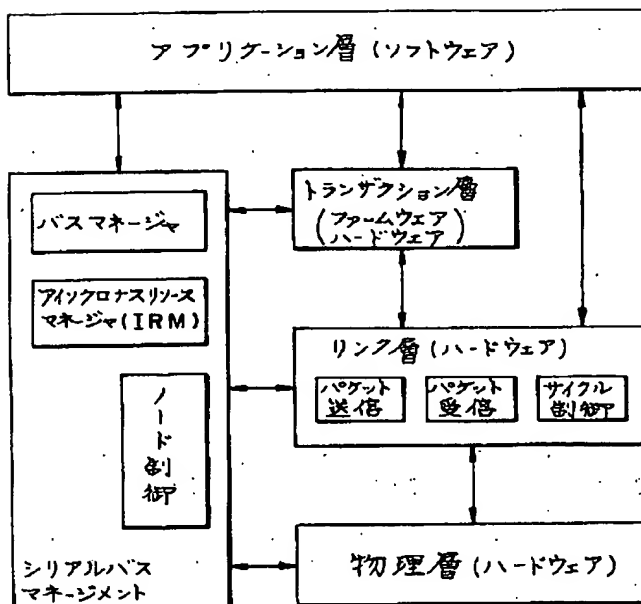 アプリケーション層(ソフトウェア)
バスマネージャ
アイソクロナスリソース
マネージャ(IRM)
ノード制御
シリアルバス
マネージメント
トランザクション層
(ファームウェア
ハードウェア)
リンク層(ハードウェア)
パケット
送信
パケット
受信
サイクル
制御
物理層(ハードウェア)